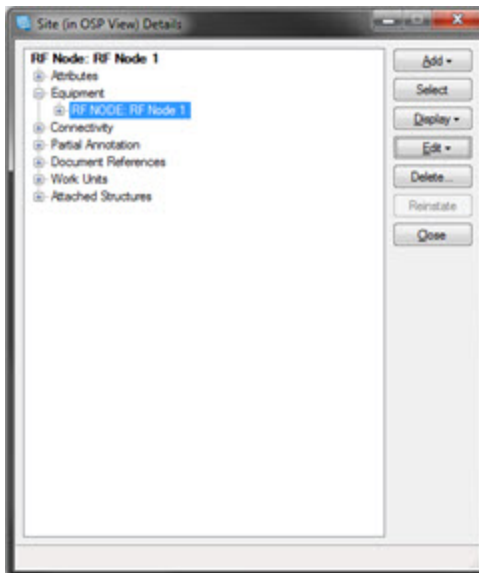 Site (in OSP View) Details
RF Node: RF Node 1
Attributes
Equipment
RF NODE: RF Node 1
Connectivity
Partial Annotation
Document References
Work Units
Attached Structures
Add
Select
Display
Edit
Delete...
Reinstate
Close